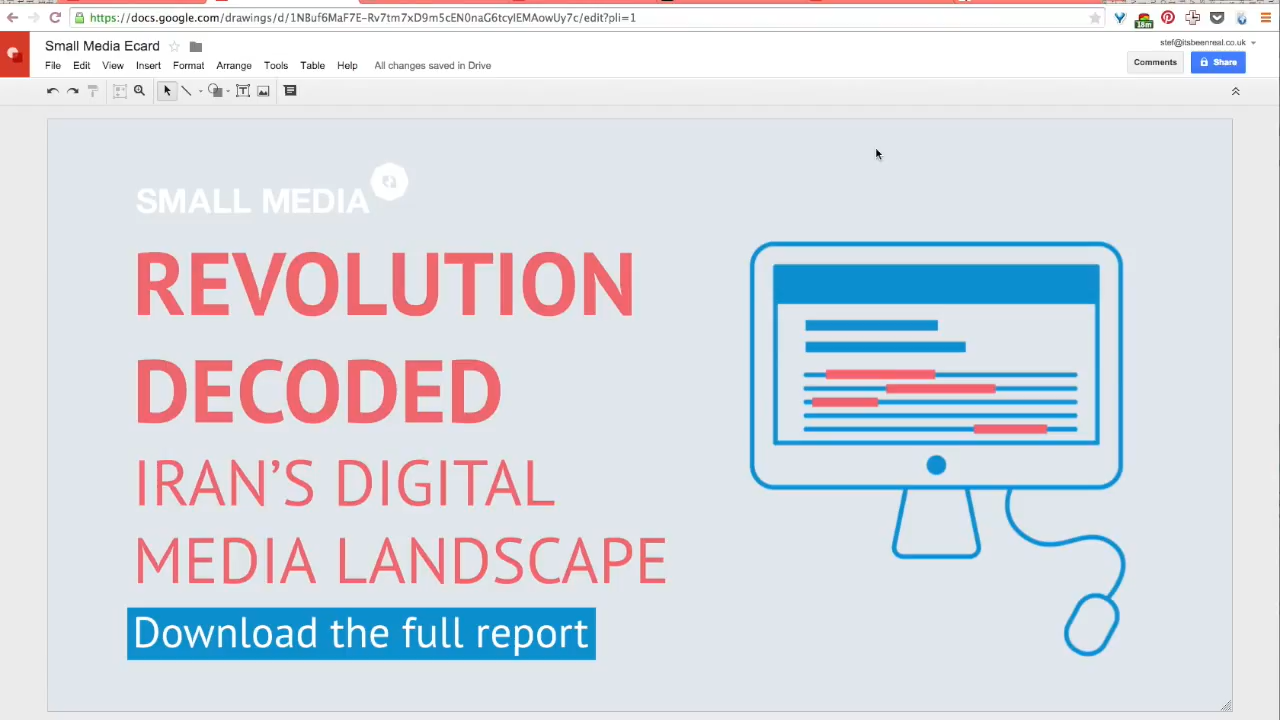 https://docs.google.com/drawings/d/1NBuf6MaF7E-Rv7tm7xD9mScEN0naG6tcylEMAowUy7c/edit?pli=1
18m
Small Media Ecard
stef@itsbeenreal.co.uk
File Edit View Insert Format Arrange Tools Table Help All changes saved in Drive
Comments Share
SMALL MEDIA
REVOLUTION
DECODED
IRAN'S DIGITAL
MEDIA LANDSCAPE
Download the full report